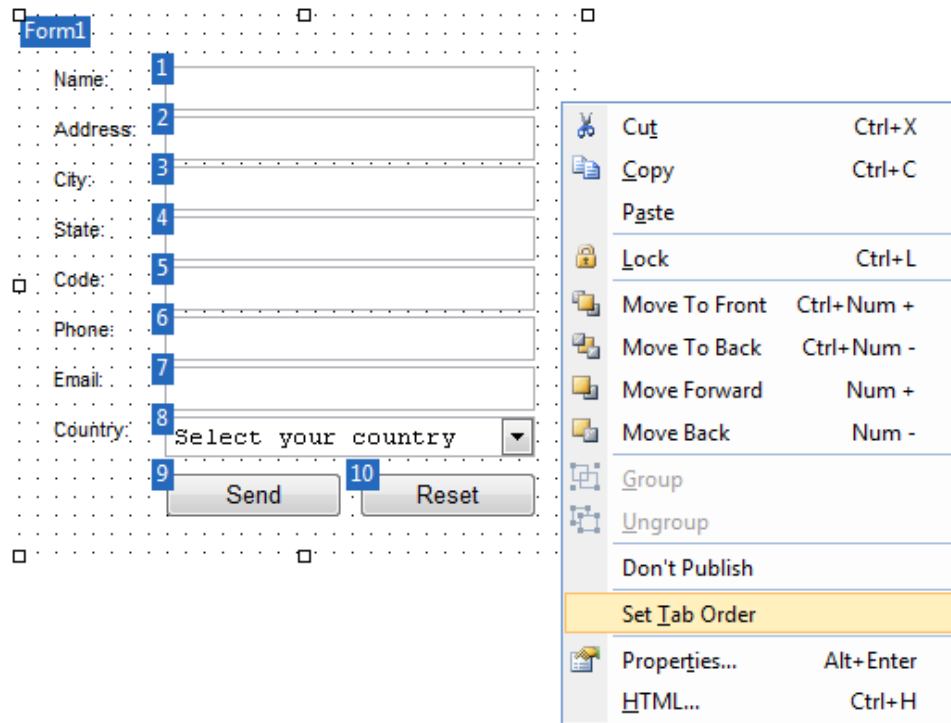 Form1
Name: 1
Address: 2
City: 3
State: 4
Code: 5
Phone: 6
Email: 7
Country: 8 Select your country
9 Send 10 Reset
Cut Ctrl+X
Copy Ctrl+C
Paste
Lock Ctrl+L
Move To Front Ctrl+Num +
Move To Back Ctrl+Num -
Move Forward Num +
Move Back Num -
Group
Ungroup
Don't Publish
Set Tab Order
Properties... Alt+Enter
HTML... Ctrl+H